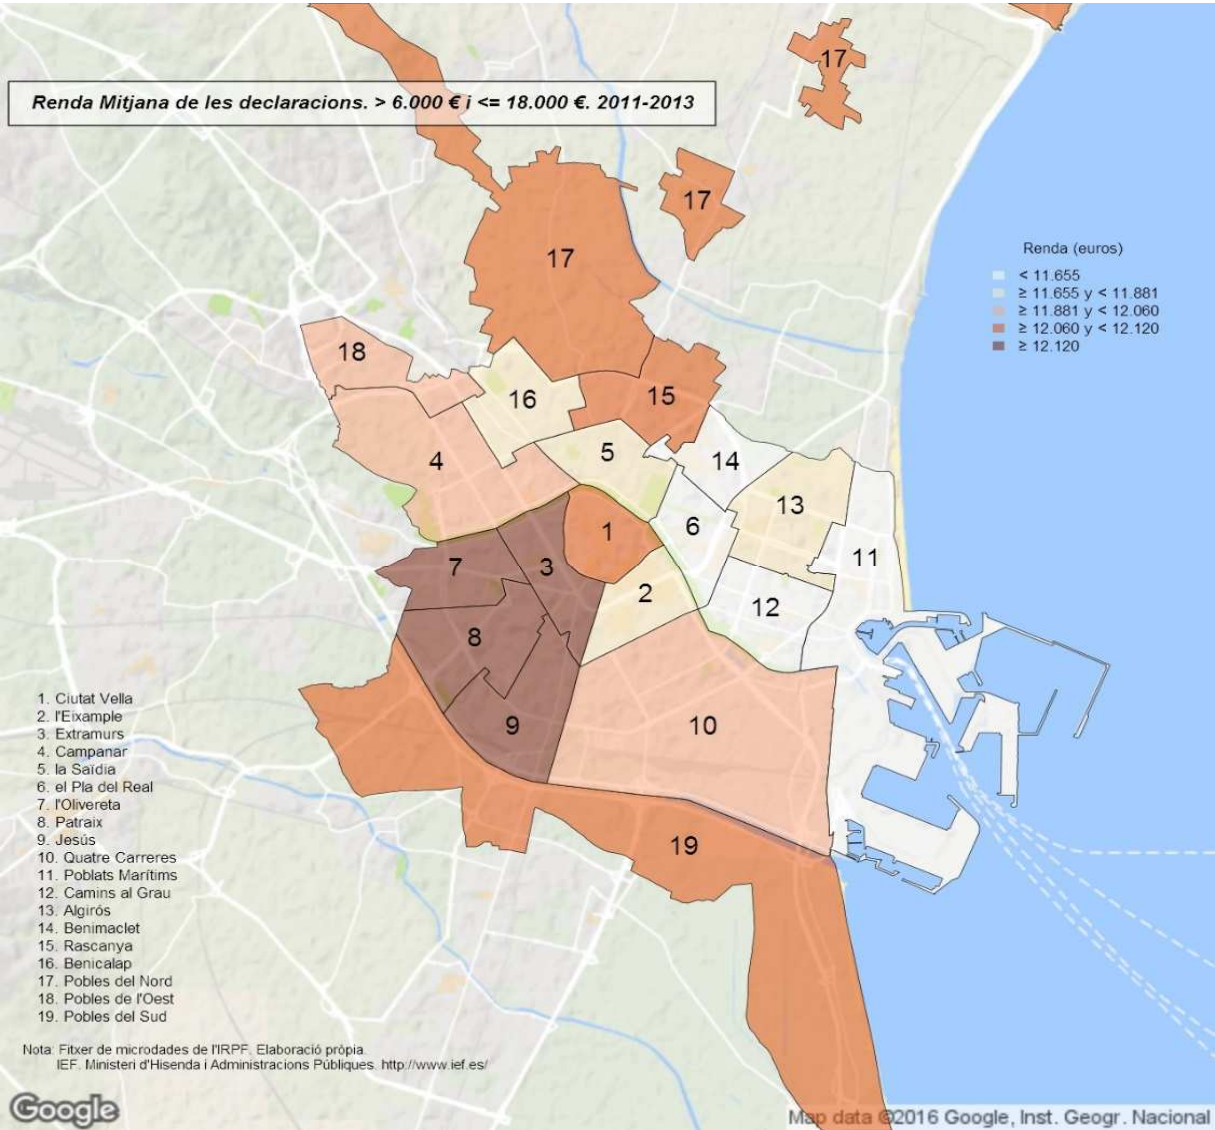 Renda Mitjana de les declaracions. > 6.000 € i <= 18.000 €. 2011-2013
17
17
17
Renda (euros)
< 11.655
≥ 11.655 y < 11.881
≥ 11.881 y < 12.060
≥ 12.060 y < 12.120
≥ 12.120
18
16
15
4
5
14
13
6
1
11
7
3
2
12
8
9
10
19
1. Ciutat Vella
2. l'Eixample
3. Extramurs
4. Campanar
5. la Saïdia
6. el Pla del Real
7. l'Olivereta
8. Patraix
9. Jesús
10. Quatre Carreres
11. Poblats Marítims
12. Camins al Grau
13. Algirós
14. Benimaclet
15. Rascanya
16. Benicalap
17. Pobles del Nord
18. Pobles de l'Oest
19. Pobles del Sud
Nota: Fitxer de microdades de l'IRPF. Elaboració pròpia.
IEF. Ministeri d'Hisenda i Administracions Públiques. http://www.ief.es/
Google
Map data ©2016 Google, Inst. Geogr. Nacional